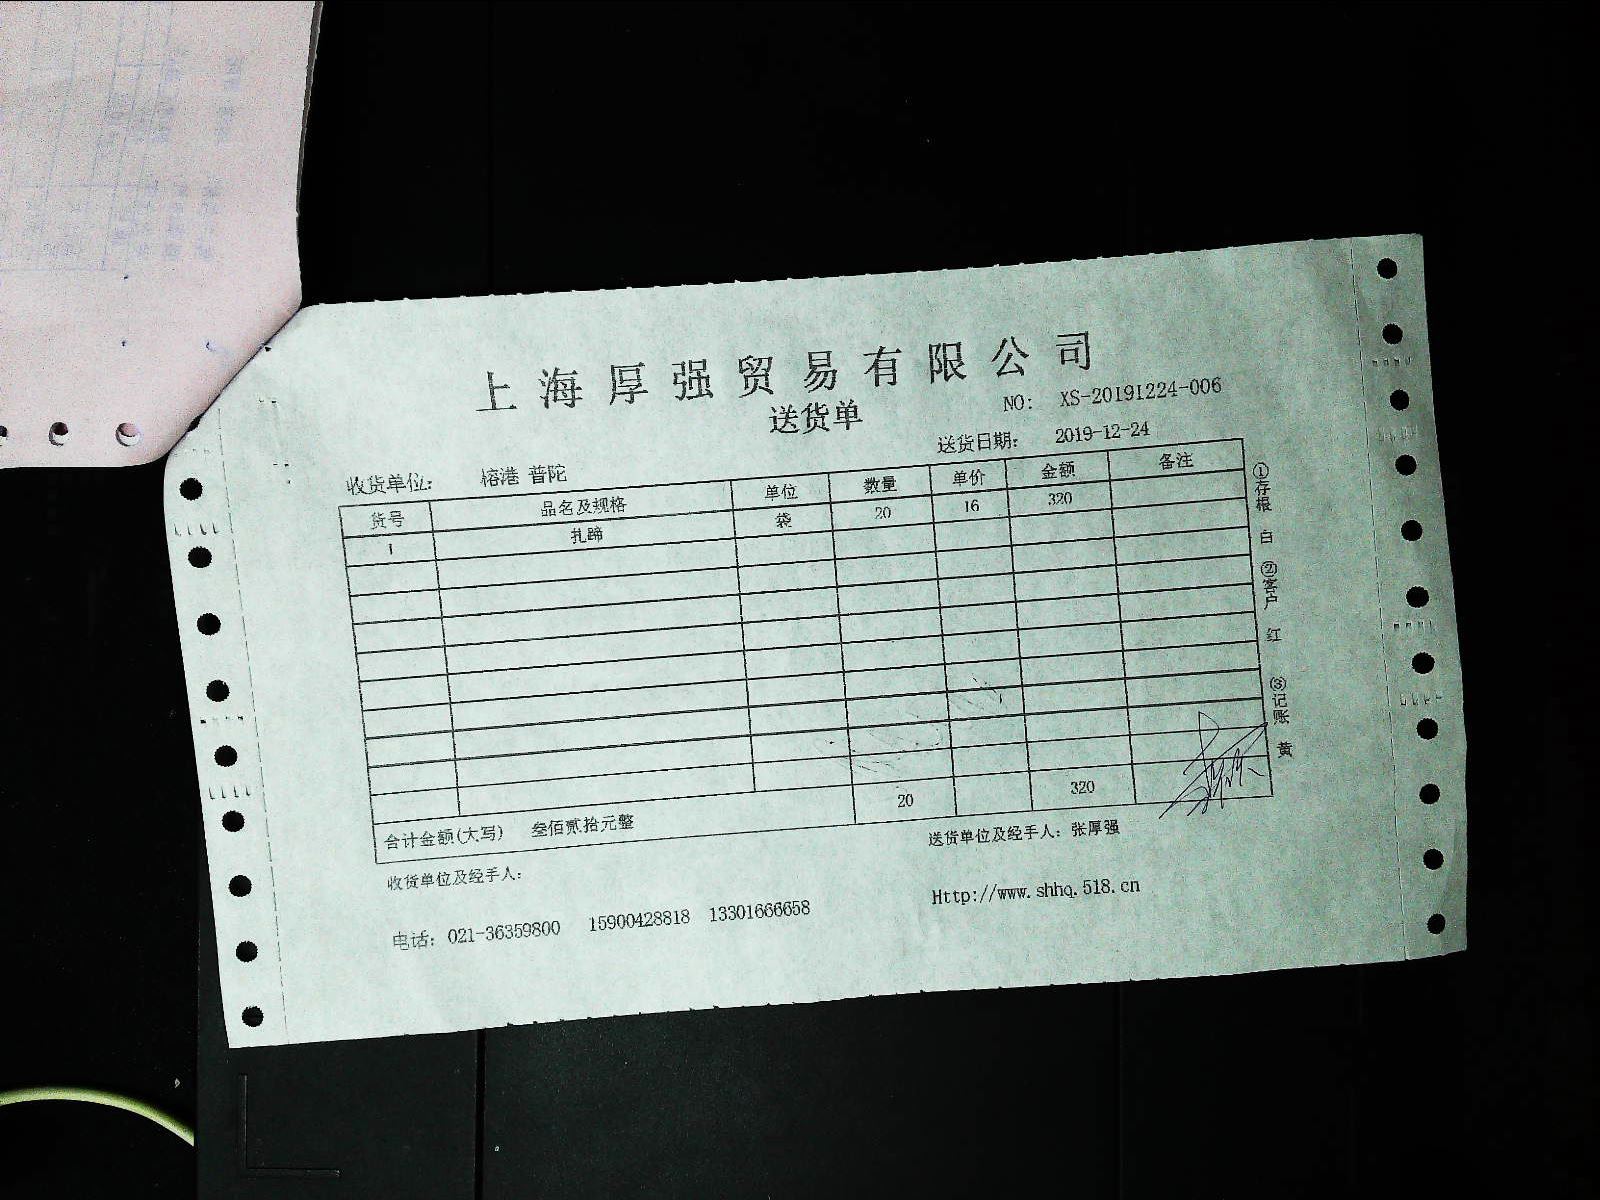 上海厚强贸易有限公司
送货单
NO: XS-20191224-006
送货日期: 2019-12-24
收货单位: 榕港 普陀
货号 品名及规格 单位 数量 单价 金额 备注
1 扎蹄 袋 20 16 320
20 320
合计金额(大写) 叁佰贰拾元整
收货单位及经手人:
送货单位及经手人: 张厚强
电话: 021-36359800 15900428818 13301666658
Http://www.shhq.518.cn
①存根 白 ②客户 红 ③记账 黄